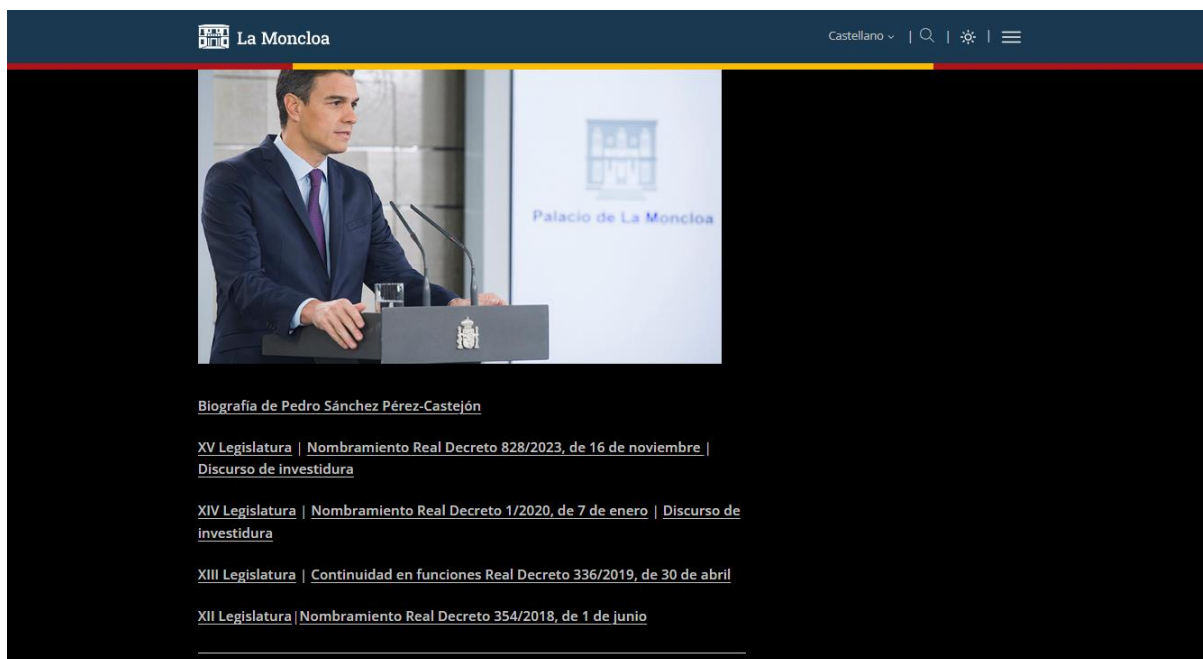 La Moncloa
Castellano
Palacio de La Moncloa
Biografía de Pedro Sánchez Pérez-Castejón
XV Legislatura | Nombramiento Real Decreto 828/2023, de 16 de noviembre |
Discurso de investidura
XIV Legislatura | Nombramiento Real Decreto 1/2020, de 7 de enero | Discurso de
investidura
XIII Legislatura | Continuidad en funciones Real Decreto 336/2019, de 30 de abril
XII Legislatura|Nombramiento Real Decreto 354/2018, de 1 de junio